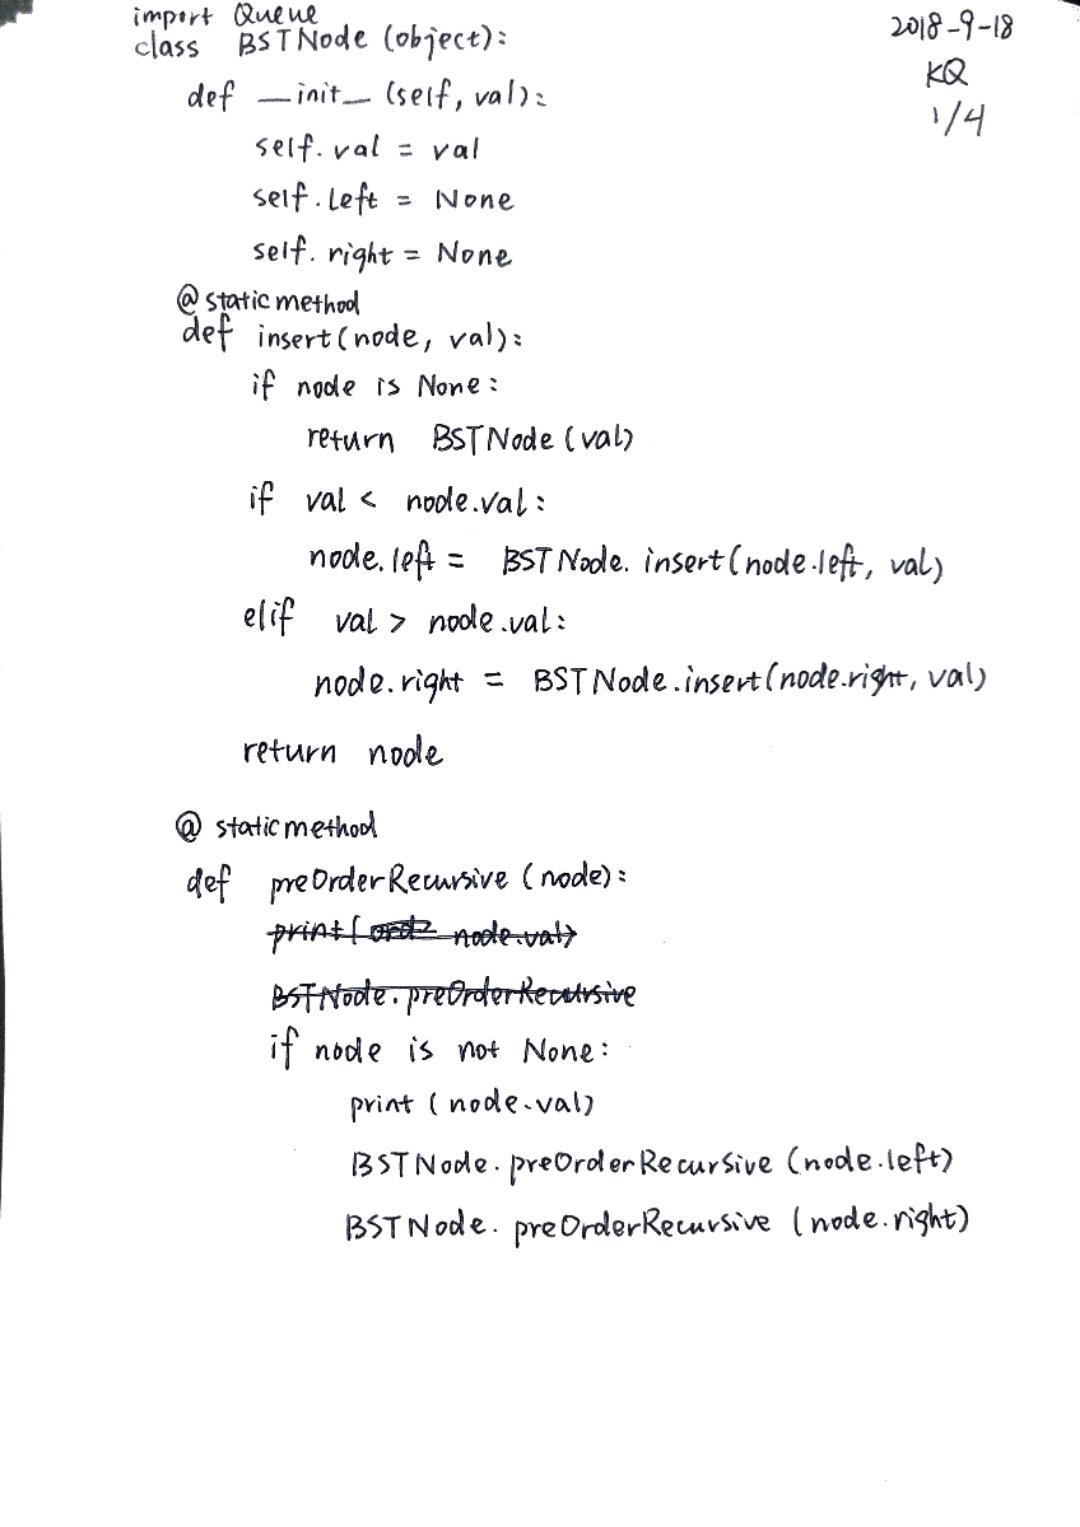 import Queue
2018-9-18
class BSTNode (object):
KQ
def __init__ (self, val):
1/4
self.val = val
self.left = None
self.right = None
@staticmethod
def insert(node, val):
if node is None:
return BSTNode (val)
if val < node.val:
node.left = BSTNode.insert(node.left, val)
elif val > node.val:
node.right = BSTNode.insert(node.right, val)
return node
@staticmethod
def preOrderRecursive (node):
print( node.val)
BSTNode.preOrderRecursive
if node is not None:
print (node.val)
BSTNode.preOrderRecursive (node.left)
BSTNode.preOrderRecursive (node.right)